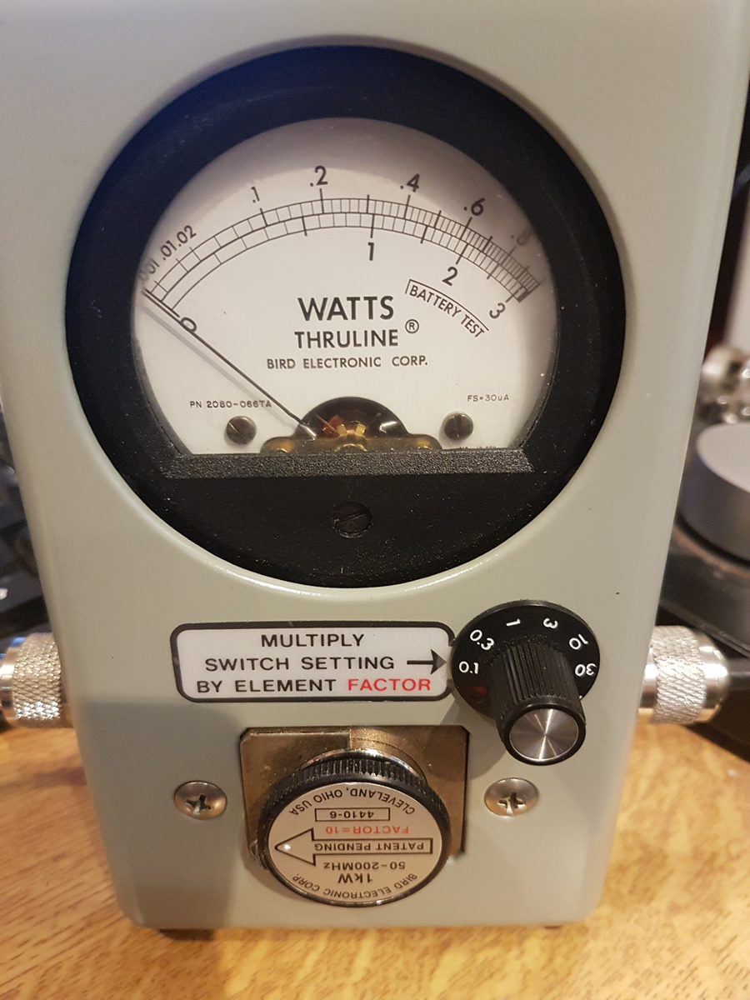 .001 .01 .02 .1 .2 .4 .6 .8
0 1 2 3
BATTERY TEST
WATTS
THRULINE ®
BIRD ELECTRONIC CORP.
PN 2080-066TA
FS=30uA
MULTIPLY
SWITCH SETTING
BY ELEMENT FACTOR
0.1 0.3 1 3 10 30
BIRD ELECTRONIC CORP.
1kW
50-200MHz
PATENT PENDING
FACTOR=10
4410-6
CLEVELAND, OHIO USA